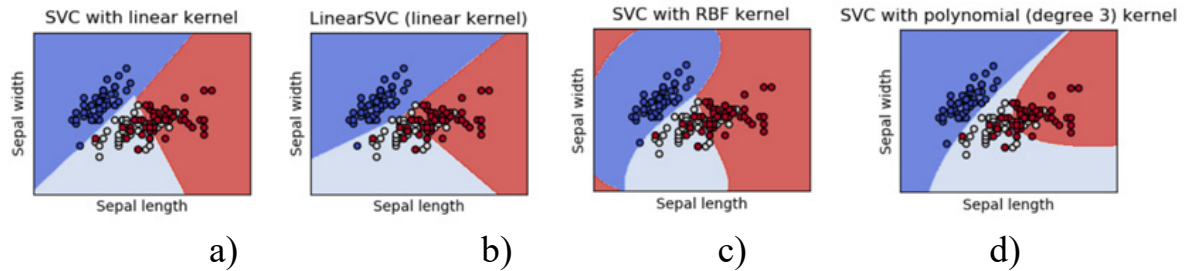 SVC with linear kernel
LinearSVC (linear kernel)
SVC with RBF kernel
SVC with polynomial (degree 3) kernel
Sepal width
Sepal width
Sepal width
Sepal width
Sepal length
Sepal length
Sepal length
Sepal length
a)
b)
c)
d)